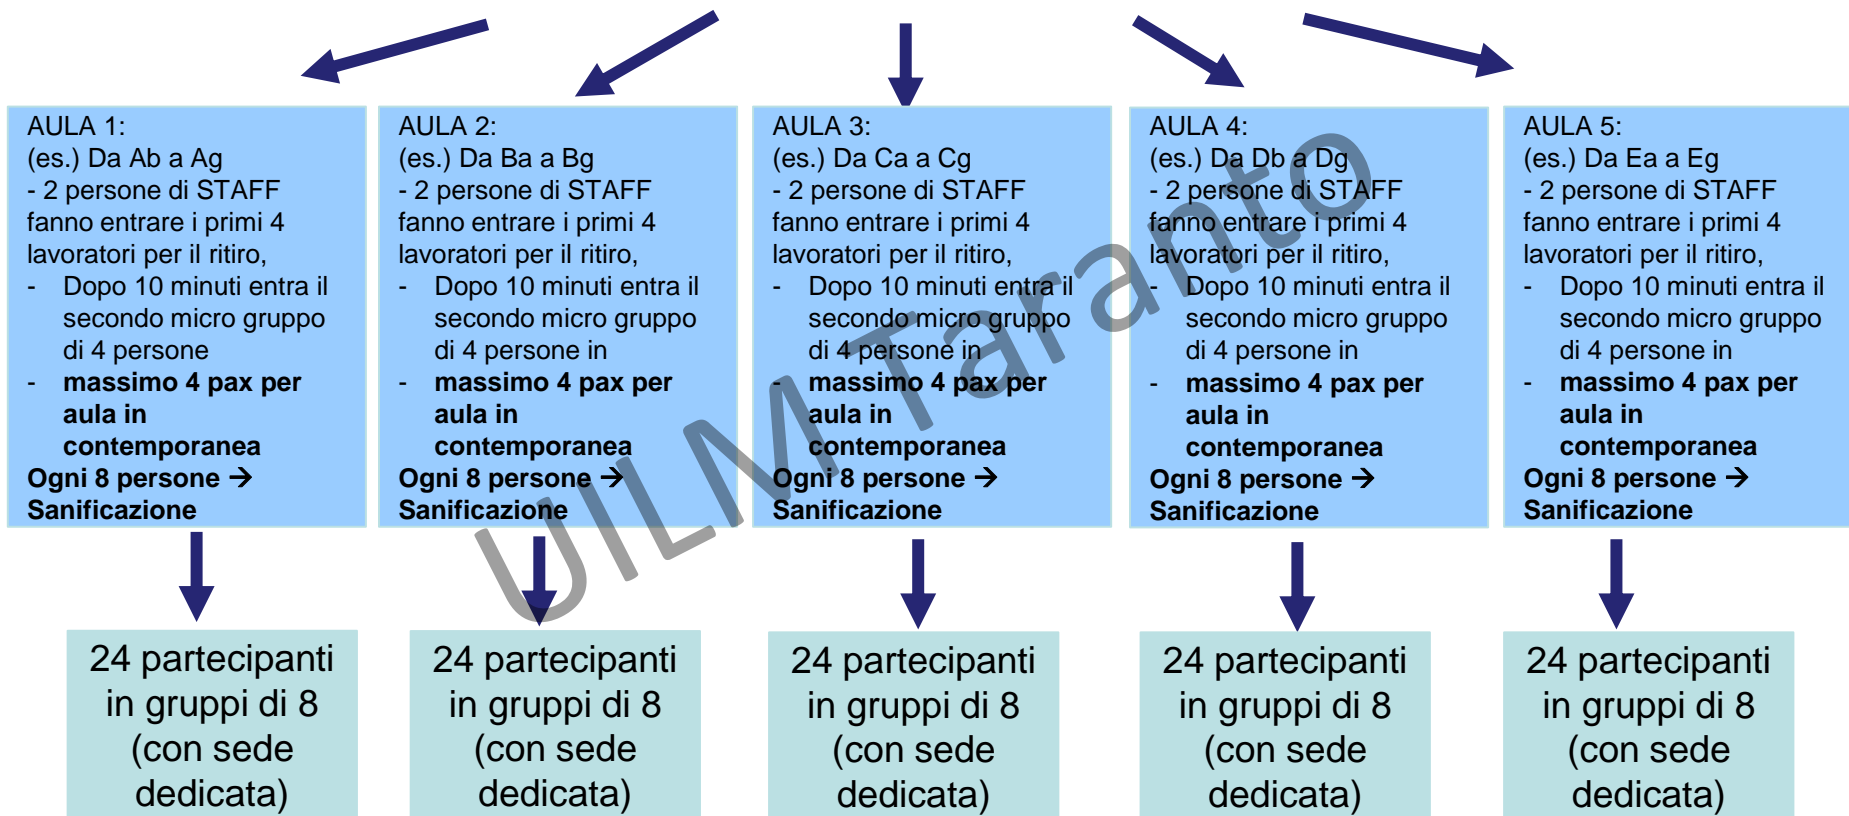 AULA 1:
(es.) Da Ab a Ag
- 2 persone di STAFF
fanno entrare i primi 4
lavoratori per il ritiro,
- Dopo 10 minuti entra il
secondo micro gruppo
di 4 persone
- massimo 4 pax per
aula in
contemporanea
Ogni 8 persone →
Sanificazione
AULA 2:
(es.) Da Ba a Bg
- 2 persone di STAFF
fanno entrare i primi 4
lavoratori per il ritiro,
- Dopo 10 minuti entra il
secondo micro gruppo
di 4 persone in
- massimo 4 pax per
aula in
contemporanea
Ogni 8 persone →
Sanificazione
AULA 3:
(es.) Da Ca a Cg
- 2 persone di STAFF
fanno entrare i primi 4
lavoratori per il ritiro,
- Dopo 10 minuti entra il
secondo micro gruppo
di 4 persone in
- massimo 4 pax per
aula in
contemporanea
Ogni 8 persone →
Sanificazione
AULA 4:
(es.) Da Db a Dg
- 2 persone di STAFF
fanno entrare i primi 4
lavoratori per il ritiro,
- Dopo 10 minuti entra il
secondo micro gruppo
di 4 persone in
- massimo 4 pax per
aula in
contemporanea
Ogni 8 persone →
Sanificazione
AULA 5:
(es.) Da Ea a Eg
- 2 persone di STAFF
fanno entrare i primi 4
lavoratori per il ritiro,
- Dopo 10 minuti entra il
secondo micro gruppo
di 4 persone in
- massimo 4 pax per
aula in
contemporanea
Ogni 8 persone →
Sanificazione
UILM Taranto
24 partecipanti
in gruppi di 8
(con sede
dedicata)
24 partecipanti
in gruppi di 8
(con sede
dedicata)
24 partecipanti
in gruppi di 8
(con sede
dedicata)
24 partecipanti
in gruppi di 8
(con sede
dedicata)
24 partecipanti
in gruppi di 8
(con sede
dedicata)